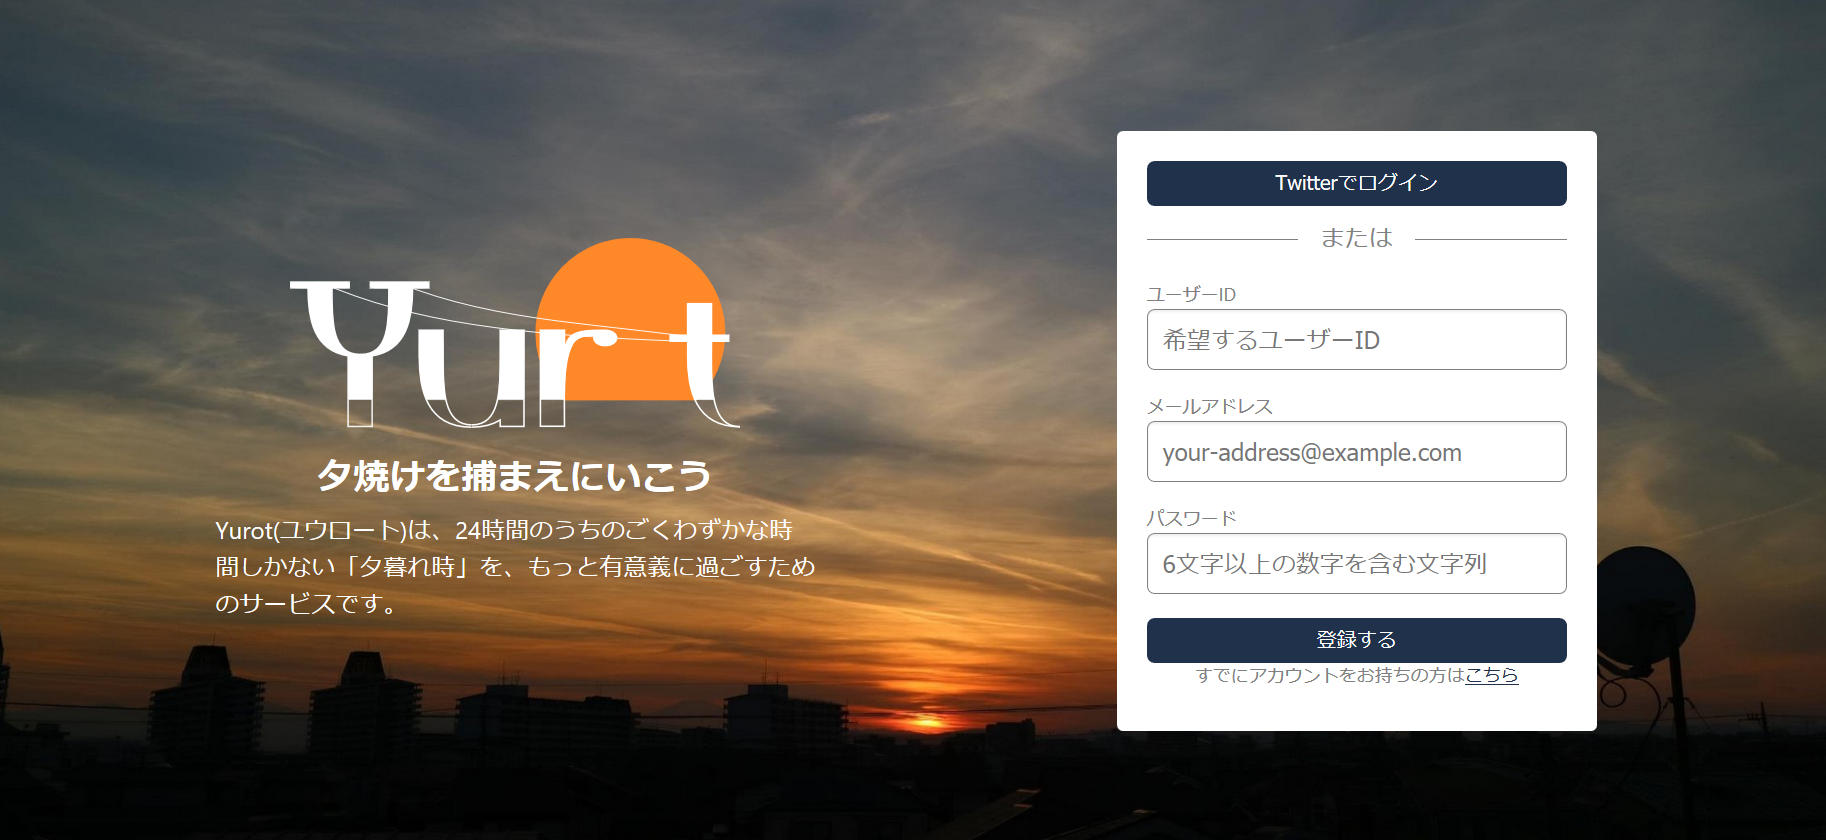 Yurot
夕焼けを捕まえにいこう
Yurot(ユウロート)は、24時間のうちのごくわずかな時
間しかない「夕暮れ時」を、もっと有意義に過ごすため
のサービスです。
Twitterでログイン
または
ユーザーID
希望するユーザーID
メールアドレス
your-address@example.com
パスワード
6文字以上の数字を含む文字列
登録する
すでにアカウントをお持ちの方はこちら